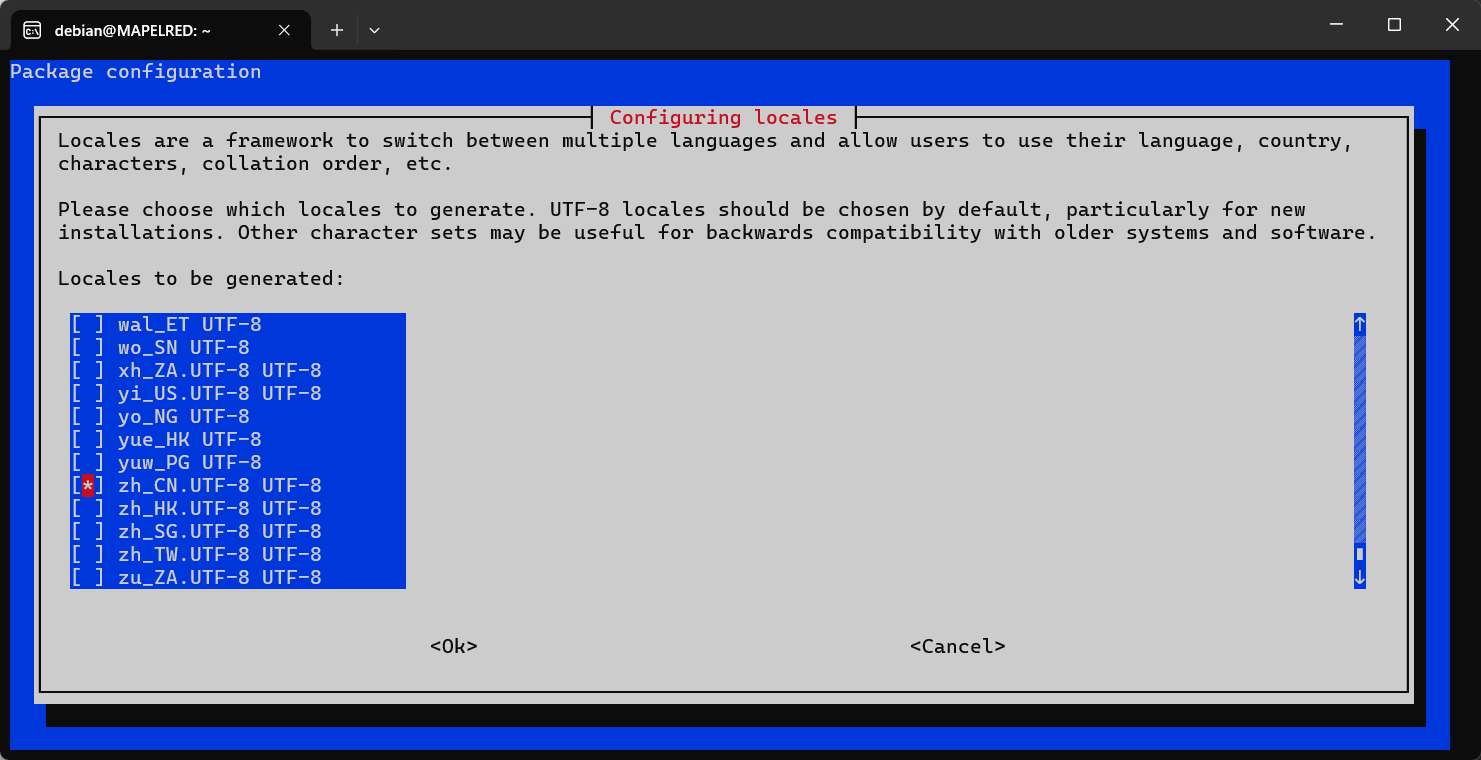 debian@MAPELRED: ~
Package configuration
Configuring locales
Locales are a framework to switch between multiple languages and allow users to use their language, country,
characters, collation order, etc.
Please choose which locales to generate. UTF-8 locales should be chosen by default, particularly for new
installations. Other character sets may be useful for backwards compatibility with older systems and software.
Locales to be generated:
[ ] wal_ET UTF-8
[ ] wo_SN UTF-8
[ ] xh_ZA.UTF-8 UTF-8
[ ] yi_US.UTF-8 UTF-8
[ ] yo_NG UTF-8
[ ] yue_HK UTF-8
[ ] yuw_PG UTF-8
[*] zh_CN.UTF-8 UTF-8
[ ] zh_HK.UTF-8 UTF-8
[ ] zh_SG.UTF-8 UTF-8
[ ] zh_TW.UTF-8 UTF-8
[ ] zu_ZA.UTF-8 UTF-8
<Ok> <Cancel>